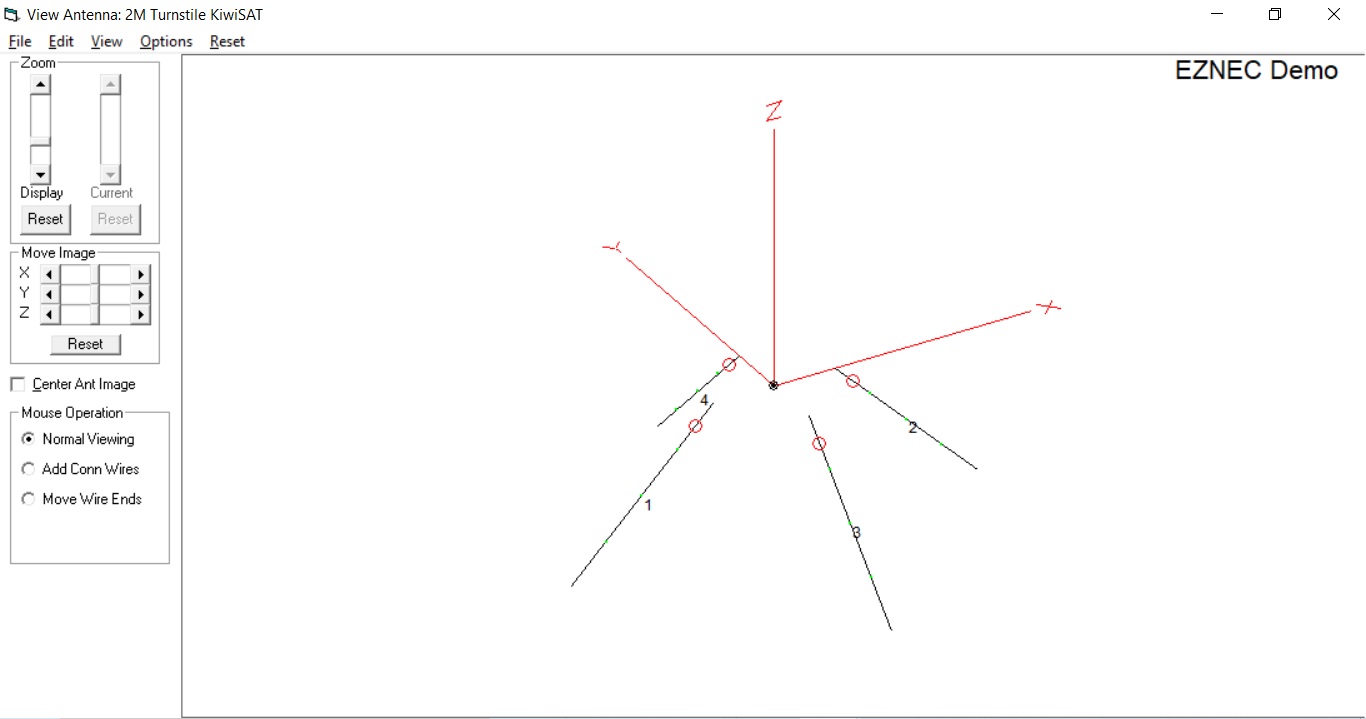 View Antenna: 2M Turnstile KiwiSAT
File Edit View Options Reset
EZNEC Demo
Zoom
Display Current
Reset Reset
Move Image
X
Y
Z
Reset
Center Ant Image
Mouse Operation
Normal Viewing
Add Conn Wires
Move Wire Ends
Z
Y
X
4
2
1
3